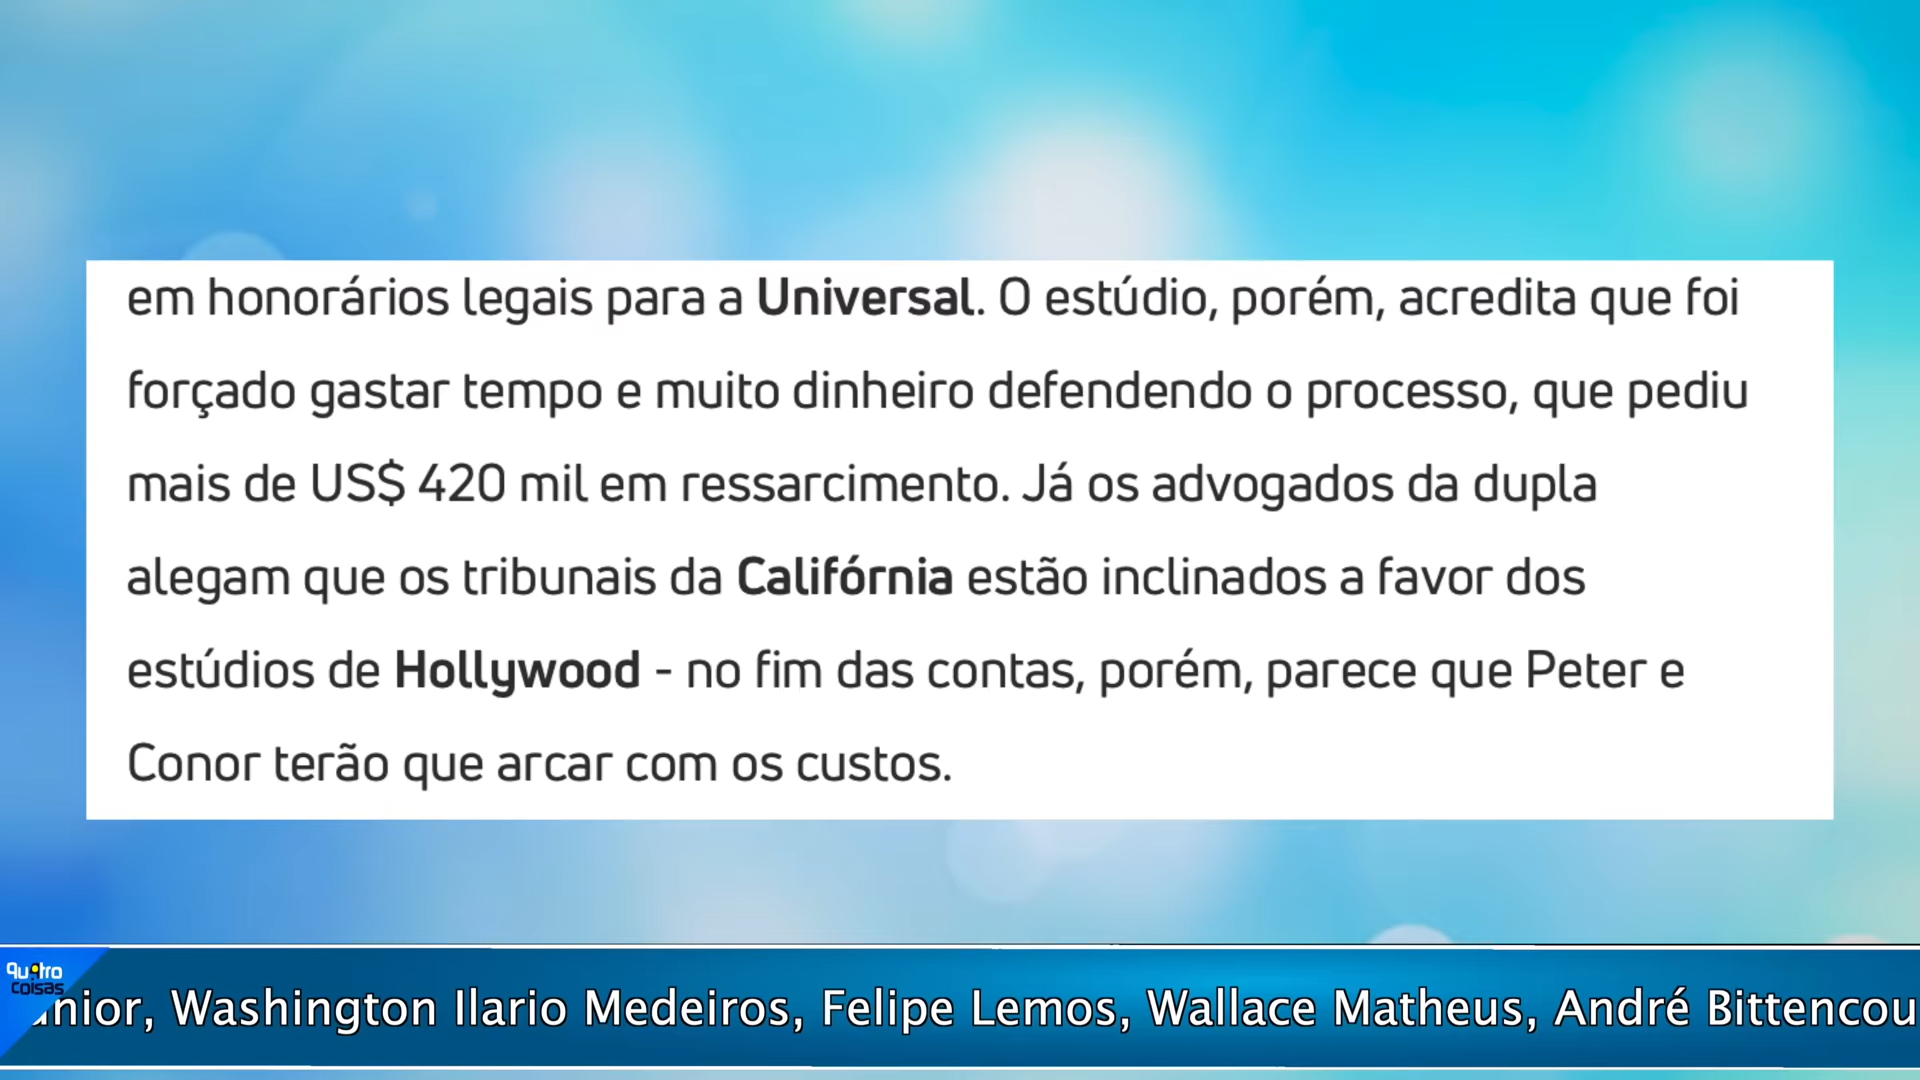 em honorários legais para a Universal. O estúdio, porém, acredita que foi
forçado gastar tempo e muito dinheiro defendendo o processo, que pediu
mais de US$ 420 mil em ressarcimento. Já os advogados da dupla
alegam que os tribunais da Califórnia estão inclinados a favor dos
estúdios de Hollywood - no fim das contas, porém, parece que Peter e
Conor terão que arcar com os custos.
quatro
coisas
nior, Washington Ilario Medeiros, Felipe Lemos, Wallace Matheus, André Bittencou